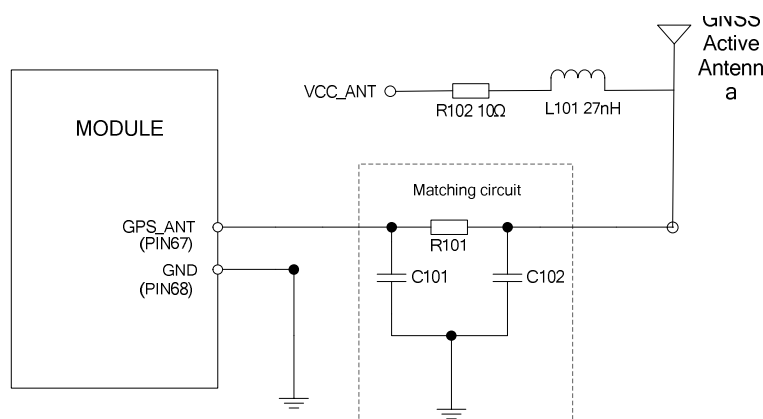 GNSS
Active
Antenn
a
VCC_ANT
R102 10Ω
L101 27nH
MODULE
Matching circuit
GPS_ANT
(PIN67)
R101
GND
(PIN68)
C101
C102